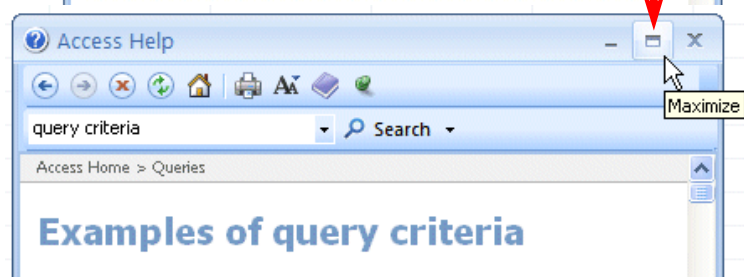 Access Help
Maximize
query criteria
Search
Access Home > Queries
Examples of query criteria